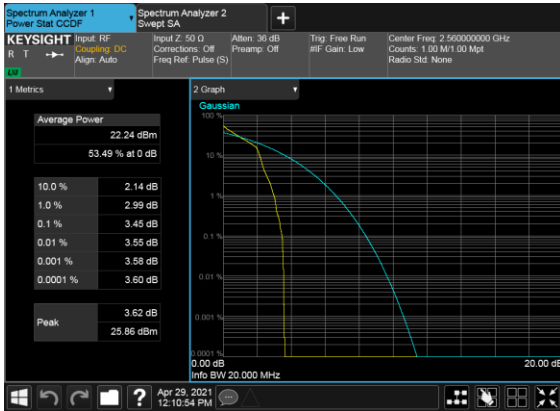 Spectrum Analyzer 1
Power Stat CCDF
Spectrum Analyzer 2
Swept SA
KEYSIGHT
R T
LXI
Input: RF
Coupling: DC
Align: Auto
Input Z: 50 Ω
Corrections: Off
Freq Ref: Pulse (S)
Atten: 36 dB
Preamp: Off
Trig: Free Run
#IF Gain: Low
Center Freq: 2.560000000 GHz
Counts: 1.00 M/1.00 Mpt
Radio Std: None
1 Metrics
Average Power
22.24 dBm
53.49 % at 0 dB
10.0 % 2.14 dB
1.0 % 2.99 dB
0.1 % 3.45 dB
0.01 % 3.55 dB
0.001 % 3.58 dB
0.0001 % 3.60 dB
Peak
3.62 dB
25.86 dBm
2 Graph
Gaussian
100 %
10 %
1 %
0.1 %
0.01 %
0.001 %
0.0001 %
0.00 dB
20.00 dB
Info BW 20.000 MHz
?
Apr 29, 2021
12:10:54 PM